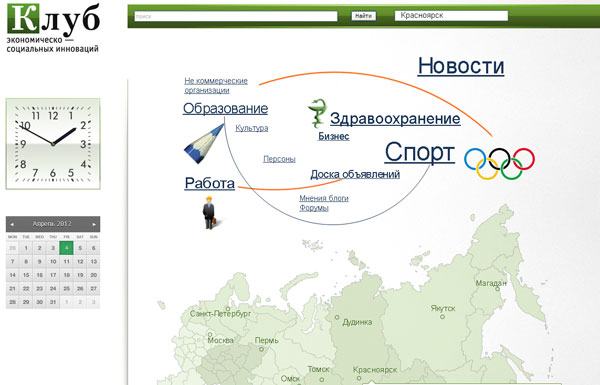 Клуб
экономическо —
социальных инноваций
поиск
Найти
Красноярск
Новости
Не коммерческие
организации
Образование
Культура
Здравоохранение
Бизнес
Персоны
Спорт
Работа
Доска объявлений
Мнения блоги
Форумы
12 1 2 3 4 5 6 7 8 9 10 11
Апрель 2012
MON TUE WED THU FRI SAT SUN
1 2 3 4 5 6
7 8 9 10 11 12 13
14 15 16 17 18 19 20
21 22 23 24 25 26 27
28 29 30 31 1 2 3
Магадан
Санкт-Петербург
Якутск
Дудинка
Москва
Пермь
Томск
Красноярск
Омск